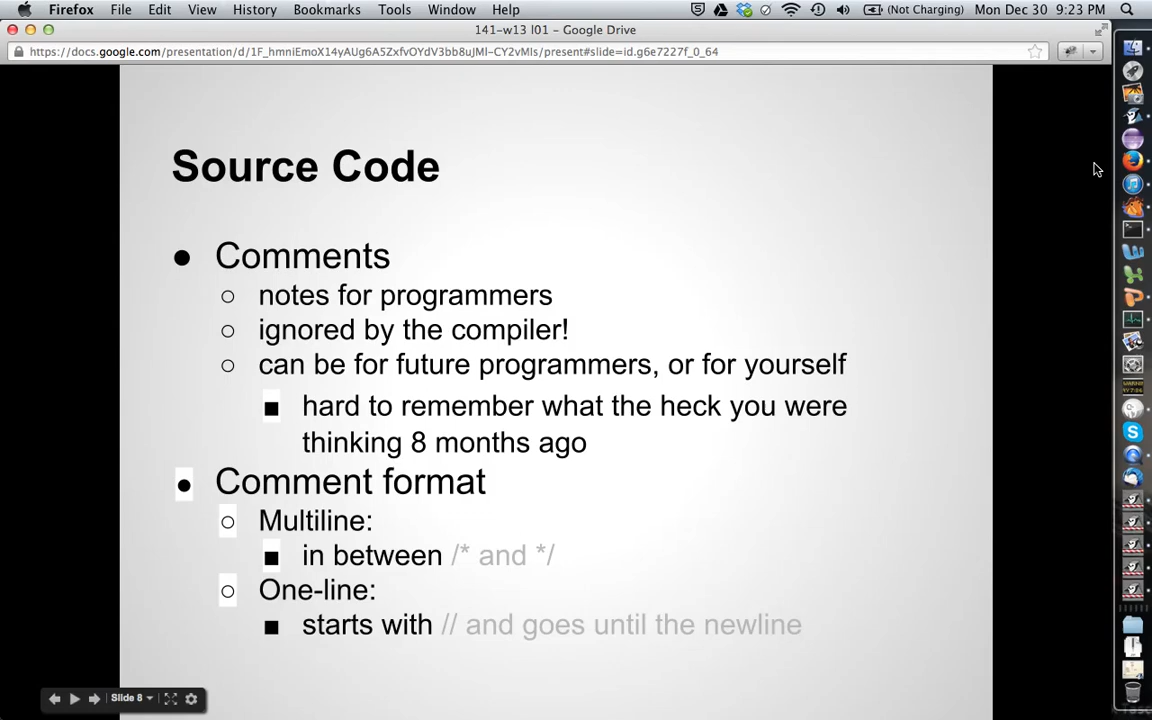 Firefox File Edit View History Bookmarks Tools Window Help (Not Charging) Mon Dec 30 9:23 PM
141-w13 l01 – Google Drive
https://docs.google.com/presentation/d/1F_hmniEmoX14yAUg6A5ZxfvOYdV3bb8ujMl-CY2vMls/present#slide=id.g6e7227f_0_64
Source Code
● Comments
○ notes for programmers
○ ignored by the compiler!
○ can be for future programmers, or for yourself
■ hard to remember what the heck you were
thinking 8 months ago
● Comment format
○ Multiline:
■ in between /* and */
○ One-line:
■ starts with // and goes until the newline
Slide 8